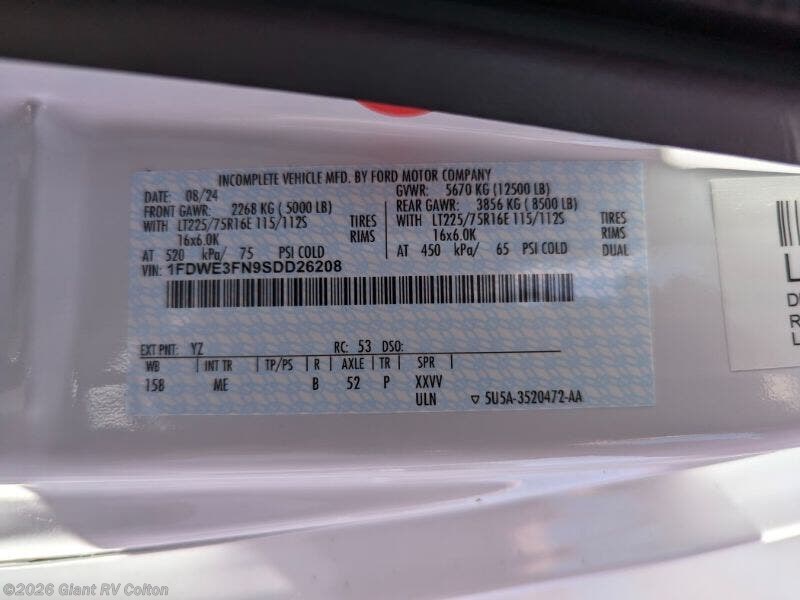 INCOMPLETE VEHICLE MFD. BY FORD MOTOR COMPANY
DATE: 08/24 GVWR: 5670 KG (12500 LB)
FRONT GAWR: 2268 KG ( 5000 LB) REAR GAWR: 3856 KG ( 8500 LB)
WITH LT225/75R16E 115/112S TIRES WITH LT225/75R16E 115/112S TIRES
16x6.0K RIMS 16x6.0K RIMS
AT 520 kPa/ 75 PSI COLD AT 450 kPa/ 65 PSI COLD DUAL
VIN: 1FDWE3FN9SDD26208
EXT PNT: YZ RC: 53 DSO:
WB INT TR TP/PS R AXLE TR SPR
158 ME B 52 P XXVV
ULN ▽ 5U5A-3520472-AA
©2026 Giant RV Colton